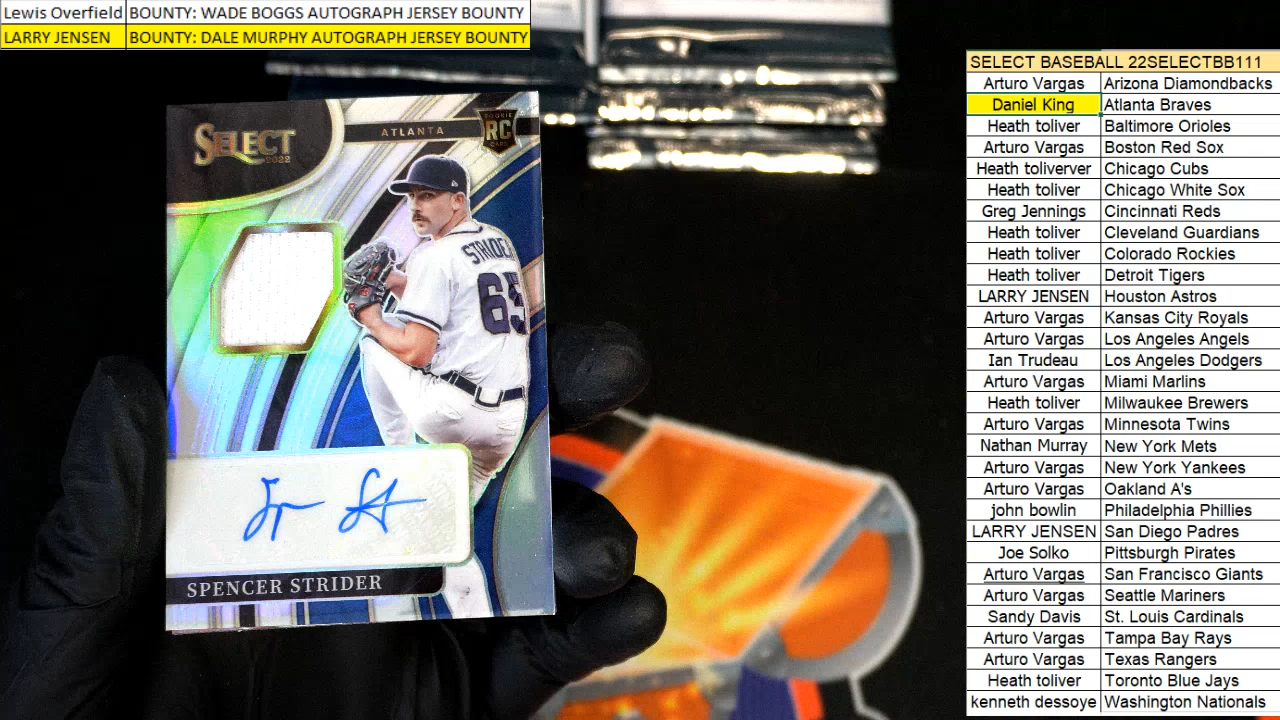 Lewis Overfield BOUNTY: WADE BOGGS AUTOGRAPH JERSEY BOUNTY
LARRY JENSEN BOUNTY: DALE MURPHY AUTOGRAPH JERSEY BOUNTY
SELECT 2022
ATLANTA
ROOKIE RC CARD
STRIDER
65
SPENCER STRIDER
SELECT BASEBALL 22SELECTBB111
Arturo Vargas Arizona Diamondbacks
Daniel King Atlanta Braves
Heath toliver Baltimore Orioles
Arturo Vargas Boston Red Sox
Heath toliverver Chicago Cubs
Heath toliver Chicago White Sox
Greg Jennings Cincinnati Reds
Heath toliver Cleveland Guardians
Heath toliver Colorado Rockies
Heath toliver Detroit Tigers
LARRY JENSEN Houston Astros
Arturo Vargas Kansas City Royals
Arturo Vargas Los Angeles Angels
Ian Trudeau Los Angeles Dodgers
Arturo Vargas Miami Marlins
Heath toliver Milwaukee Brewers
Arturo Vargas Minnesota Twins
Nathan Murray New York Mets
Arturo Vargas New York Yankees
Arturo Vargas Oakland A's
john bowlin Philadelphia Phillies
LARRY JENSEN San Diego Padres
Joe Solko Pittsburgh Pirates
Arturo Vargas San Francisco Giants
Arturo Vargas Seattle Mariners
Sandy Davis St. Louis Cardinals
Arturo Vargas Tampa Bay Rays
Arturo Vargas Texas Rangers
Heath toliver Toronto Blue Jays
kenneth dessoye Washington Nationals